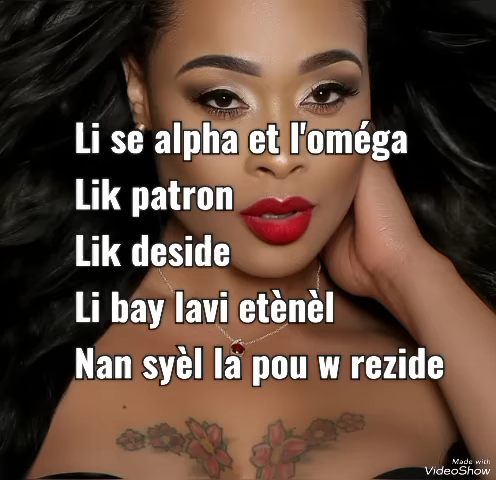 Li se alpha et l'oméga
Lik patron
Lik deside
Li bay lavi etènèl
Nan syèl la pou w rezide
Made with
VideoShow